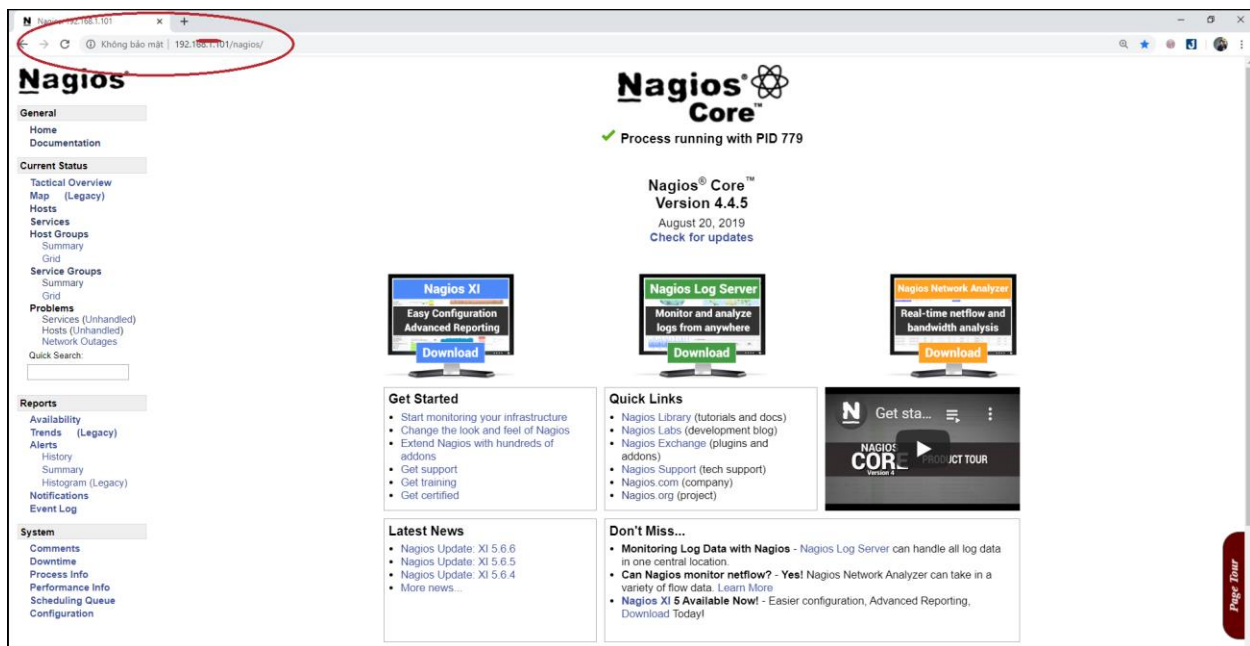 Nagios: 192.168.1.101
Không bảo mật | 192.168.1.101/nagios/
Nagios®
General
Home
Documentation
Current Status
Tactical Overview
Map (Legacy)
Hosts
Services
Host Groups
Summary
Grid
Service Groups
Summary
Grid
Problems
Services (Unhandled)
Hosts (Unhandled)
Network Outages
Quick Search:
Reports
Availability
Trends (Legacy)
Alerts
History
Summary
Histogram (Legacy)
Notifications
Event Log
System
Comments
Downtime
Process Info
Performance Info
Scheduling Queue
Configuration
Nagios®
Core™
Process running with PID 779
Nagios® Core™
Version 4.4.5
August 20, 2019
Check for updates
Nagios XI
Easy Configuration
Advanced Reporting
Download
Nagios Log Server
Monitor and analyze
logs from anywhere
Download
Nagios Network Analyzer
Real-time netflow and
bandwidth analysis
Download
Get Started
• Start monitoring your infrastructure
• Change the look and feel of Nagios
• Extend Nagios with hundreds of
addons
• Get support
• Get training
• Get certified
Quick Links
• Nagios Library (tutorials and docs)
• Nagios Labs (development blog)
• Nagios Exchange (plugins and
addons)
• Nagios Support (tech support)
• Nagios.com (company)
• Nagios.org (project)
N Get sta...
NAGIOS
CORE PRODUCT TOUR
Version 4
Latest News
• Nagios Update: XI 5.6.6
• Nagios Update: XI 5.6.5
• Nagios Update: XI 5.6.4
• More news...
Don't Miss...
• Monitoring Log Data with Nagios - Nagios Log Server can handle all log data
in one central location.
• Can Nagios monitor netflow? - Yes! Nagios Network Analyzer can take in a
variety of flow data. Learn More
• Nagios XI 5 Available Now! - Easier configuration, Advanced Reporting,
Download Today!
Page Tour